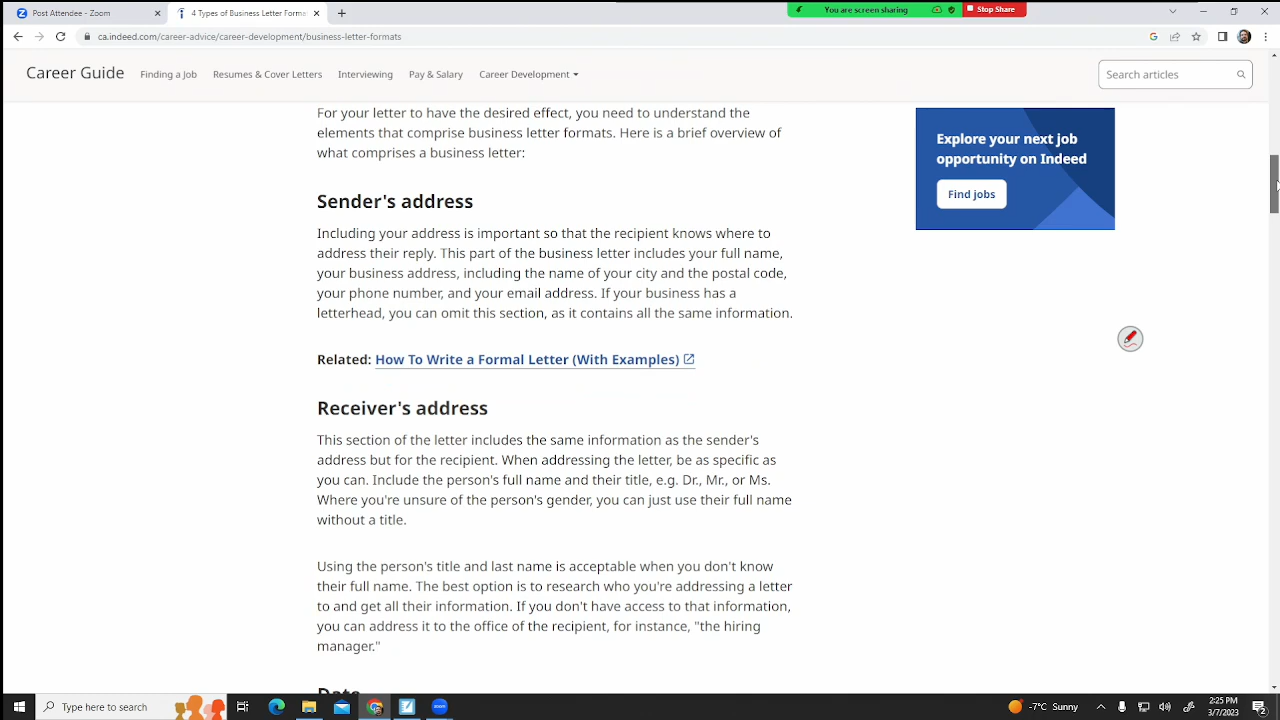 Post Attendee - Zoom
4 Types of Business Letter Forma
You are screen sharing
Stop Share
ca.indeed.com/career-advice/career-development/business-letter-formats
Career Guide
Finding a Job
Resumes & Cover Letters
Interviewing
Pay & Salary
Career Development
Search articles
For your letter to have the desired effect, you need to understand the
elements that comprise business letter formats. Here is a brief overview of
what comprises a business letter:
Explore your next job
opportunity on Indeed
Find jobs
Sender's address
Including your address is important so that the recipient knows where to
address their reply. This part of the business letter includes your full name,
your business address, including the name of your city and the postal code,
your phone number, and your email address. If your business has a
letterhead, you can omit this section, as it contains all the same information.
Related: How To Write a Formal Letter (With Examples)
Receiver's address
This section of the letter includes the same information as the sender's
address but for the recipient. When addressing the letter, be as specific as
you can. Include the person's full name and their title, e.g. Dr., Mr., or Ms.
Where you're unsure of the person's gender, you can just use their full name
without a title.
Using the person's title and last name is acceptable when you don't know
their full name. The best option is to research who you're addressing a letter
to and get all their information. If you don't have access to that information,
you can address it to the office of the recipient, for instance, "the hiring
manager."
Date
Type here to search
zoom
-7°C Sunny
2:25 PM
3/7/2023
2